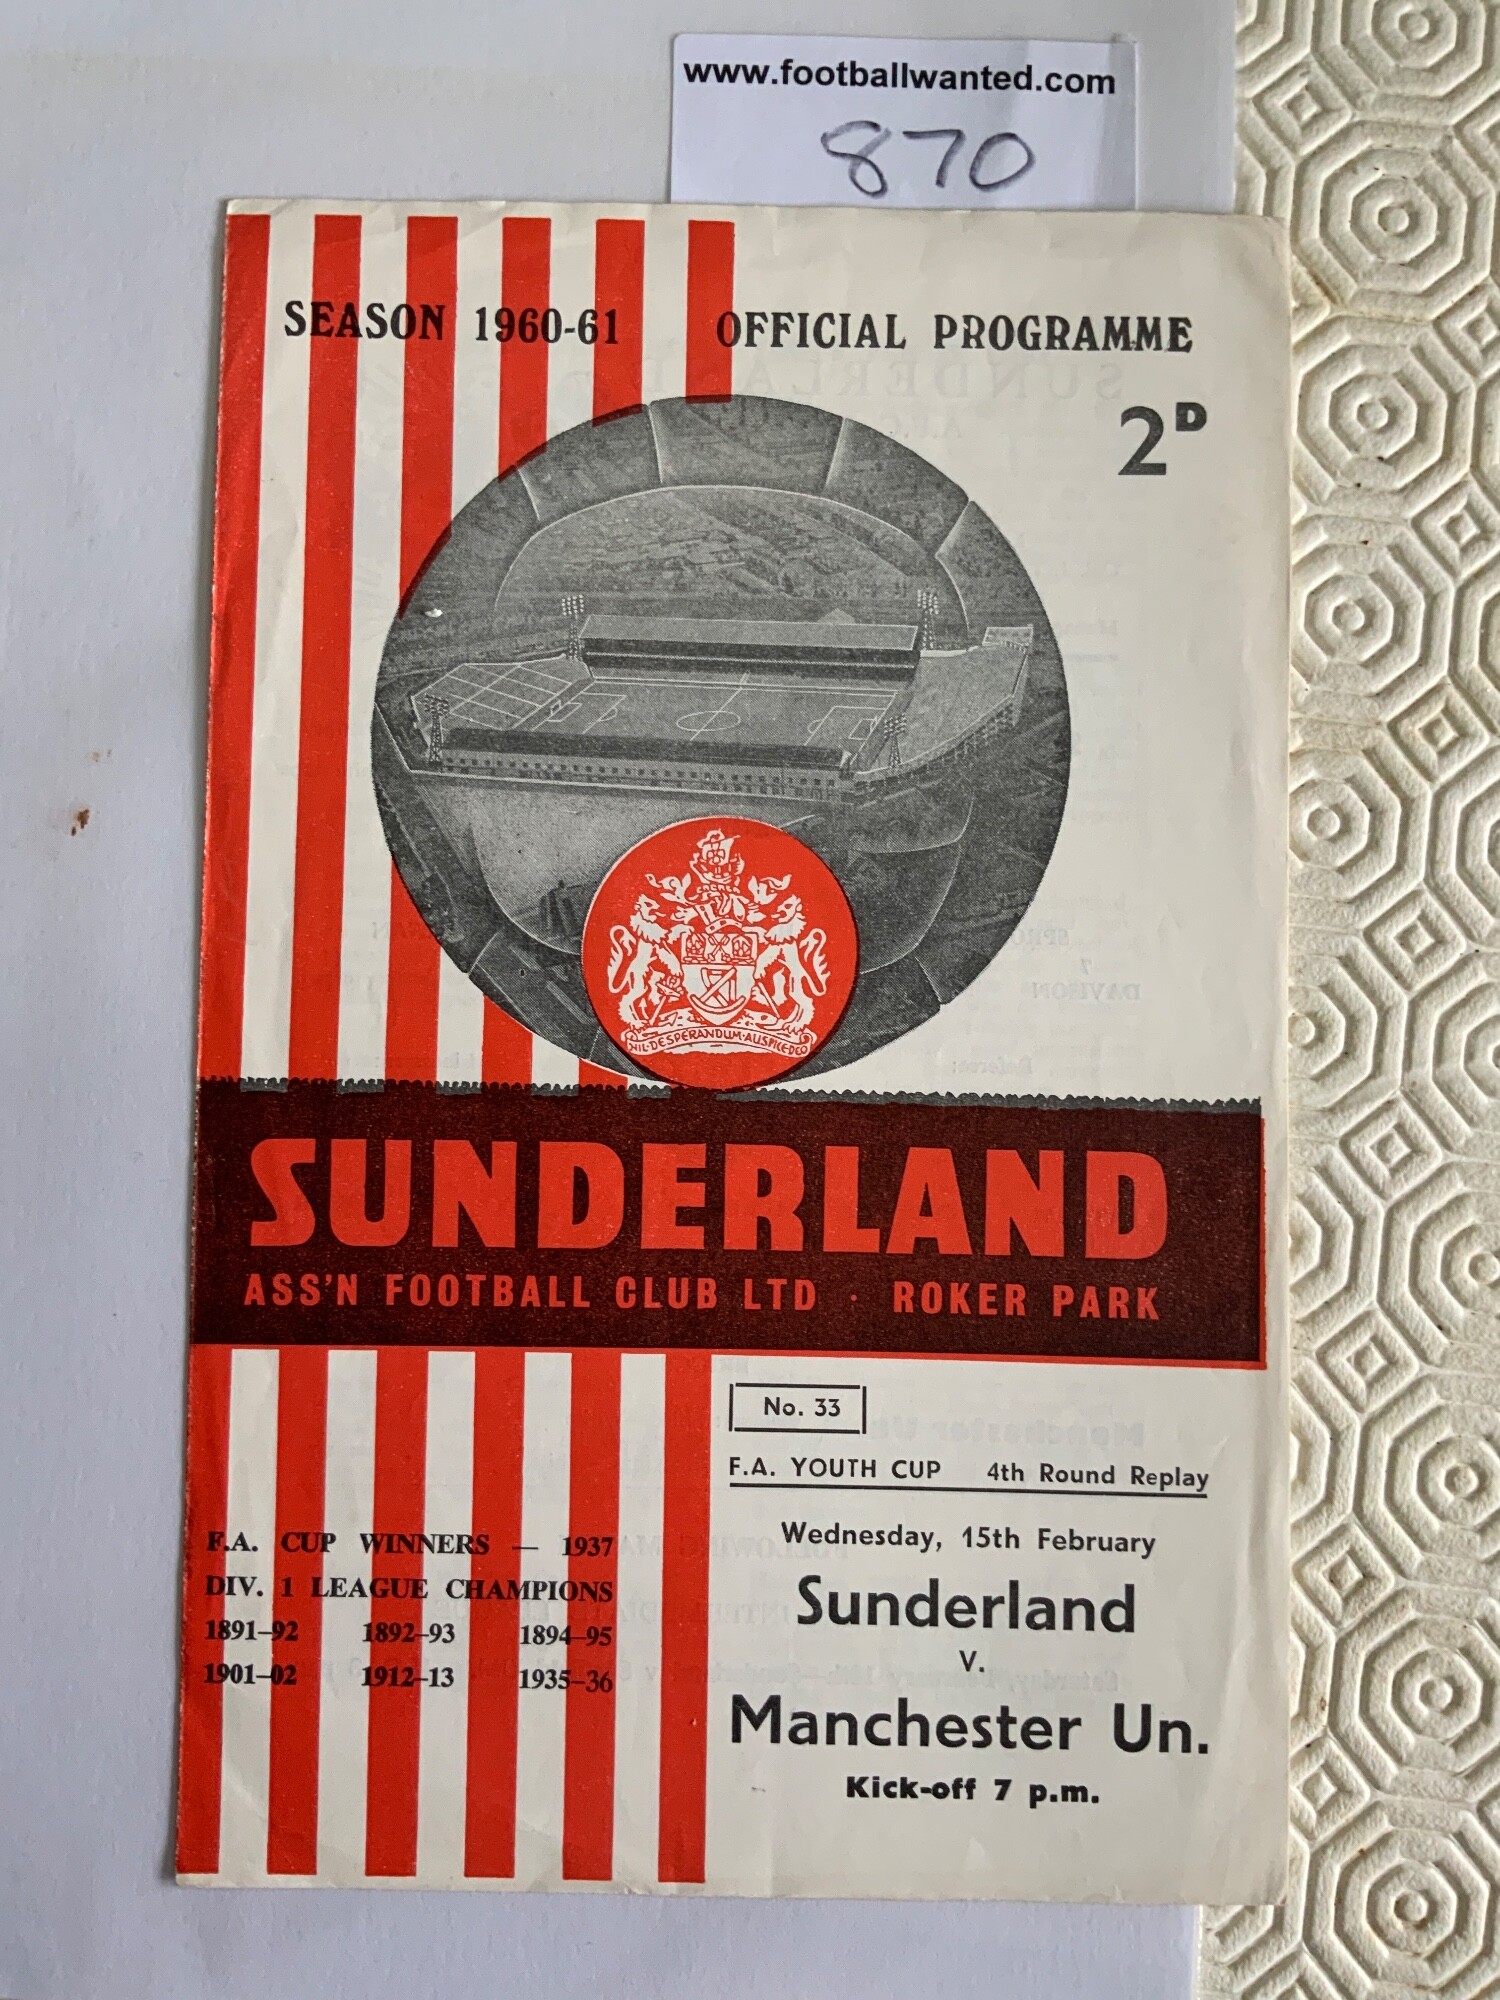 www.footballwanted.com
870
SEASON 1960-61 OFFICIAL PROGRAMME
2D
NIL·DESPERANDUM·AUSPICE·DEO
SUNDERLAND
ASS'N FOOTBALL CLUB LTD · ROKER PARK
No. 33
F.A. YOUTH CUP 4th Round Replay
Wednesday, 15th February
Sunderland
v.
Manchester Un.
Kick-off 7 p.m.
F.A. CUP WINNERS — 1937
DIV. 1 LEAGUE CHAMPIONS
1891-92 1892-93 1894-95
1901-02 1912-13 1935-36